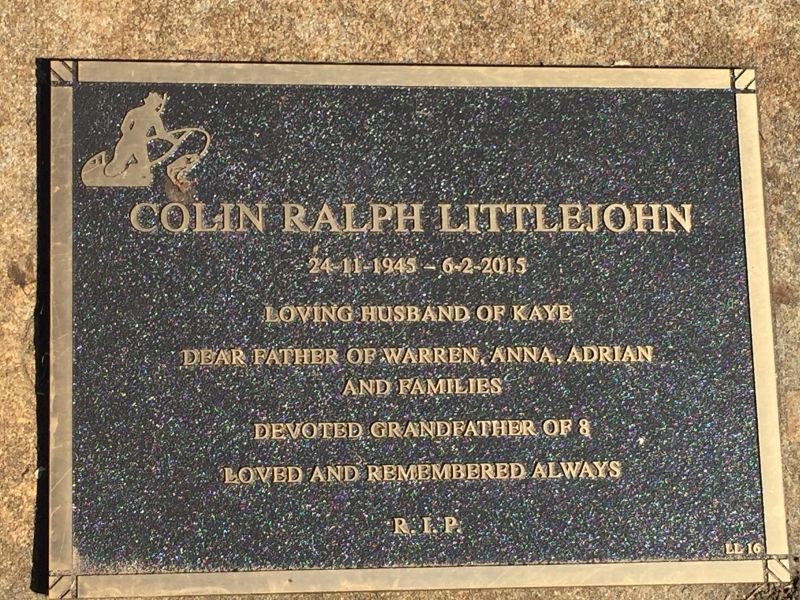 COLIN RALPH LITTLEJOHN
24-11-1945 – 6-2-2015
LOVING HUSBAND OF KAYE
DEAR FATHER OF WARREN, ANNA, ADRIAN
AND FAMILIES
DEVOTED GRANDFATHER OF 8
LOVED AND REMEMBERED ALWAYS
R. I. P.
LL 16